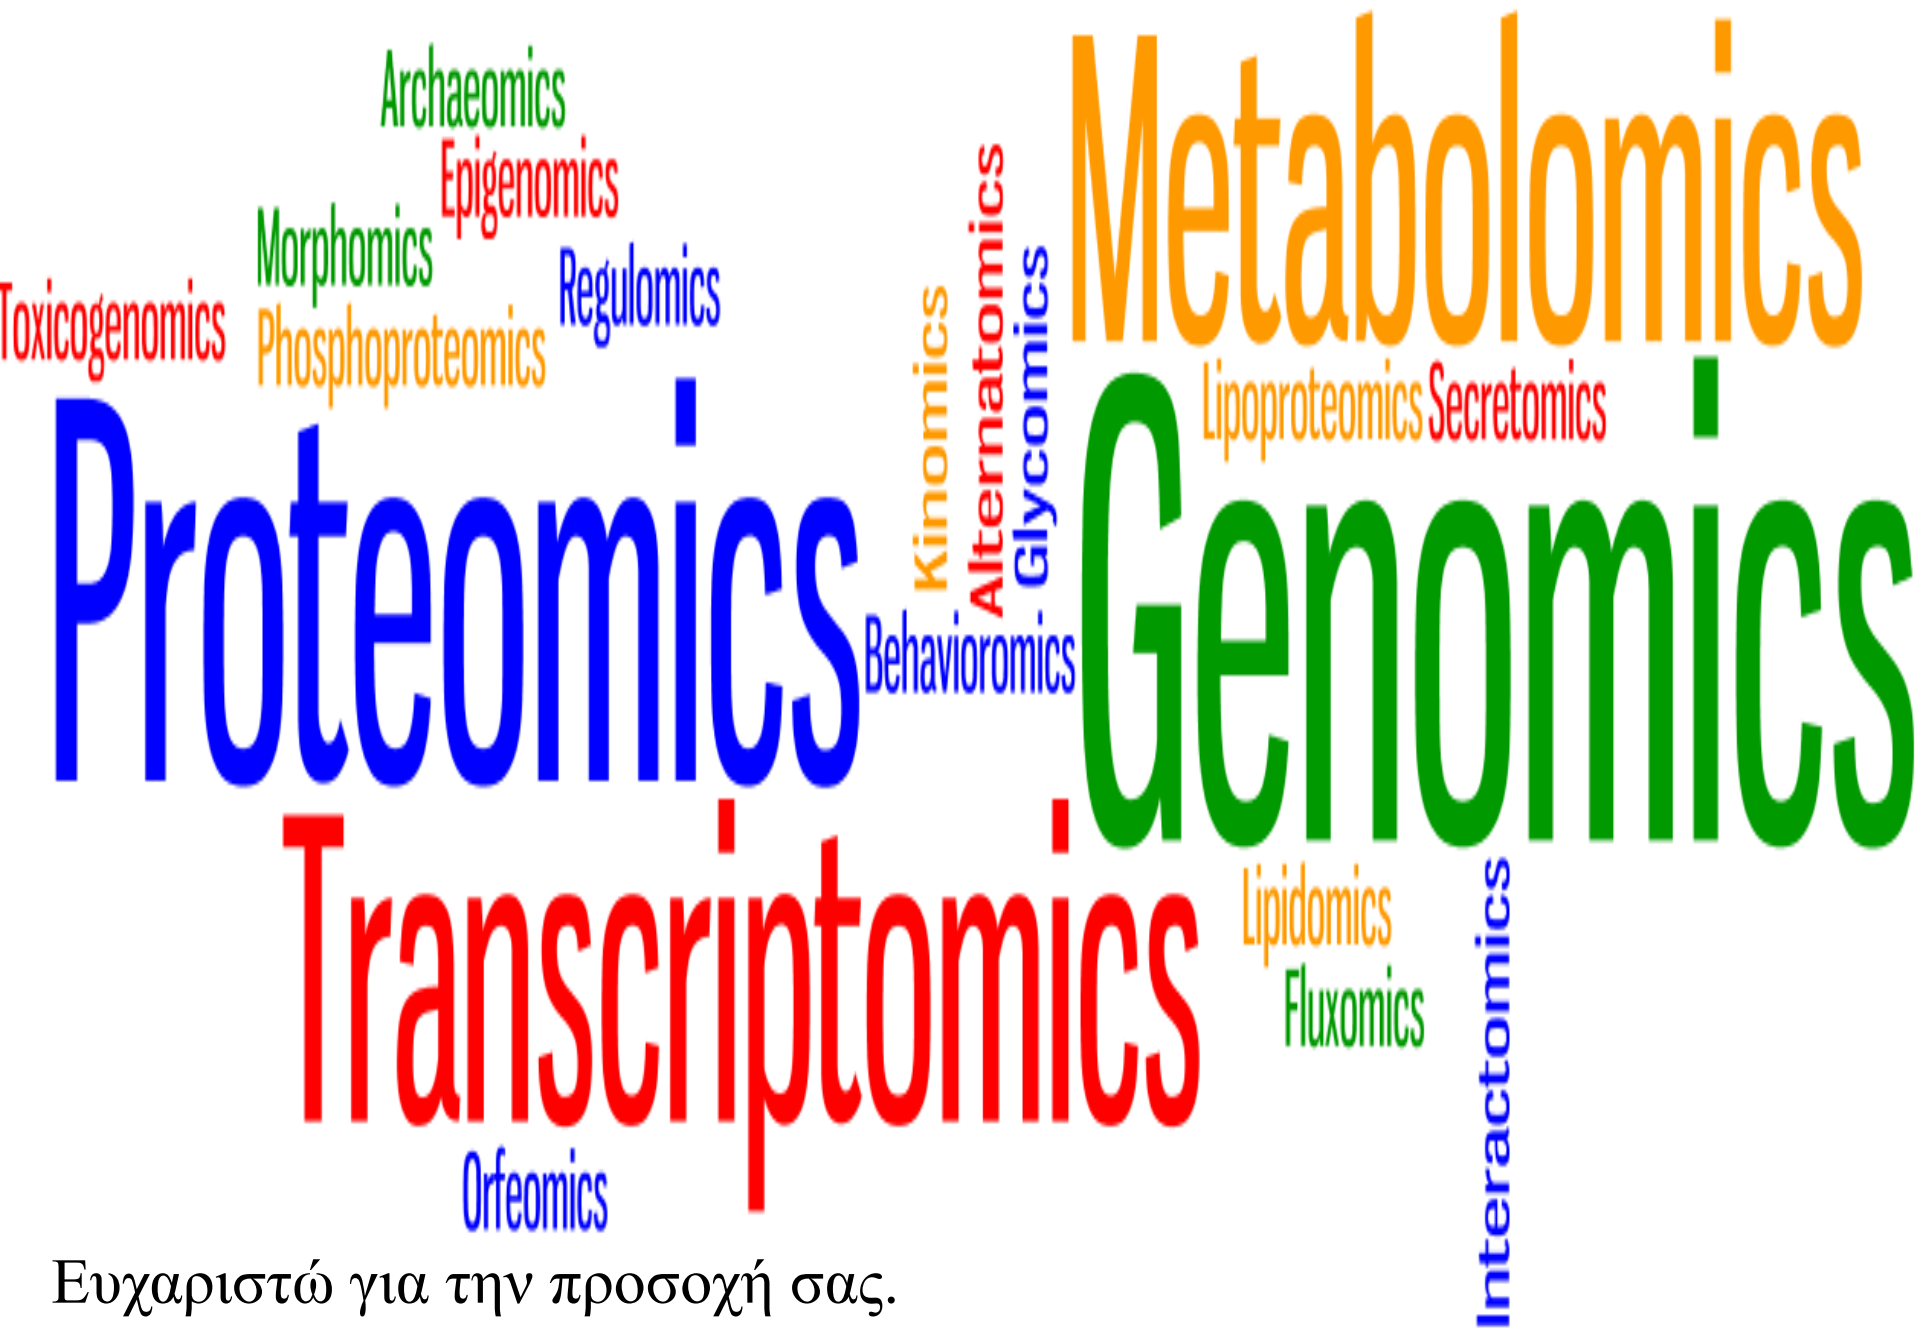 Archaeomics
Epigenomics
Morphomics
Regulomics
Toxicogenomics
Phosphoproteomics
Kinomics
Alternatomics
Glycomics
Metabolomics
Lipoproteomics
Secretomics
Proteomics
Behavioromics
Genomics
Transcriptomics
Lipidomics
Fluxomics
Interactomics
Orfeomics
Ευχαριστώ για την προσοχή σας.